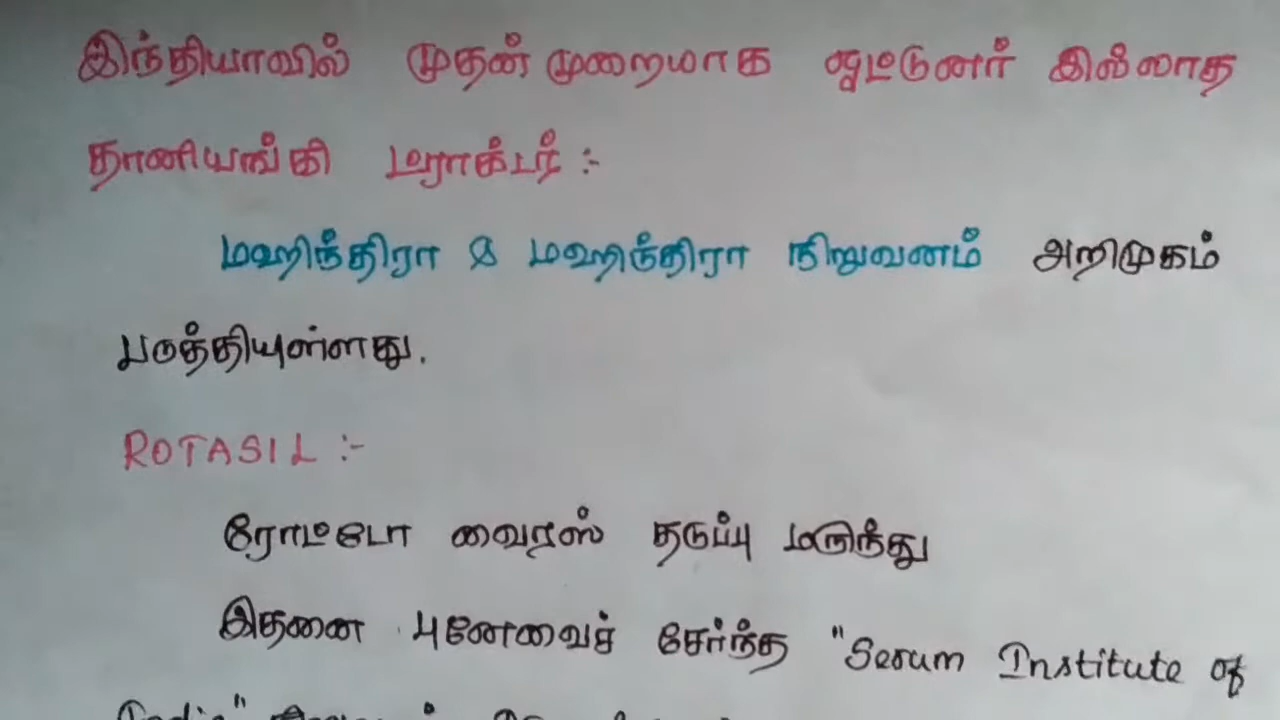 இந்தியாவில் முதன் முறைமாக ஓட்டுனர் இல்லாத
தானியங்கி டிராக்டர் :-
மஹிந்திரா & மஹிந்திரா நிறுவனம் அறிமுகம்
படுத்தியுள்ளது.
ROTASIL :-
ரோட்டோ வைரஸ் தடுப்பு மருந்து
இதனை புனேவைச் சேர்ந்த "Serum Institute of
India"